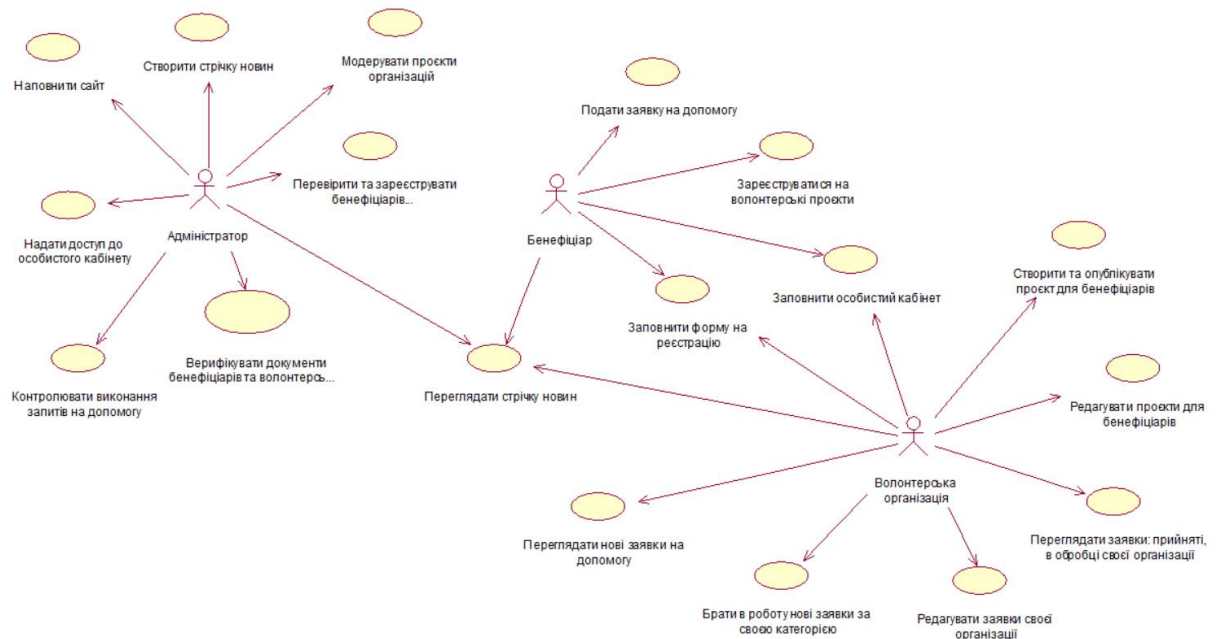 Наповнити сайт
Створити стрічку новин
Модерувати проєкти
організацій
Подати заявку на допомогу
Перевірити та зареєструвати
бенефіціарів...
Зареєструватися на
волонтерські проєкти
Адміністратор
Надати доступ до
особистого кабінету
Бенефіціар
Створити та опублікувати
проєкт для бенефіціарів
Заповнити особистий кабінет
Заповнити форму на
реєстрацію
Верифікувати документи
бенефіціарів та волонтерсь...
Контролювати виконання
запитів на допомогу
Переглядати стрічку новин
Редагувати проєкти для
бенефіціарів
Волонтерська
організація
Переглядати нові заявки на
допомогу
Переглядати заявки: прийняті,
в обробці своєї організації
Брати в роботу нові заявки за
своєю категорією
Редагувати заявки своєї
організації